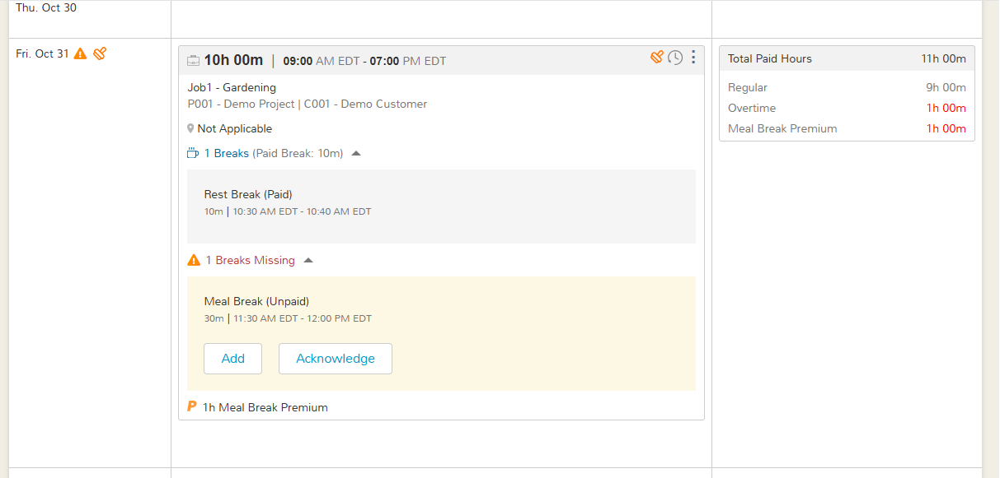 Thu. Oct 30
Fri. Oct 31
10h 00m | 09:00 AM EDT - 07:00 PM EDT
Job1 - Gardening
P001 - Demo Project | C001 - Demo Customer
Not Applicable
1 Breaks (Paid Break: 10m)
Rest Break (Paid)
10m | 10:30 AM EDT - 10:40 AM EDT
1 Breaks Missing
Meal Break (Unpaid)
30m | 11:30 AM EDT - 12:00 PM EDT
Add Acknowledge
P 1h Meal Break Premium
Total Paid Hours 11h 00m
Regular 9h 00m
Overtime 1h 00m
Meal Break Premium 1h 00m